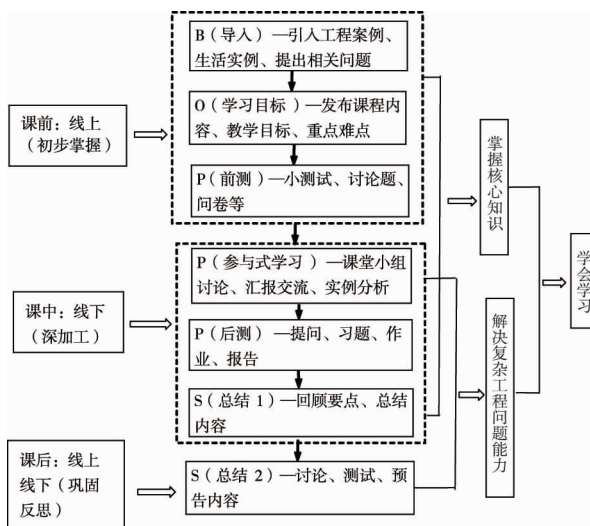 B（导入）—引入工程案例、
生活实例、提出相关问题
O（学习目标）—发布课程内
容、教学目标、重点难点
P（前测）—小测试、讨论题、
问卷等
课前：线上
（初步掌握）
P（参与式学习）—课堂小组
讨论、汇报交流、实例分析
P（后测）—提问、习题、作
业、报告
S（总结 1）—回顾要点、总结
内容
课中：线下
（深加工）
课后：线上
线下（巩固
反思）
S（总结 2）—讨论、测试、预
告内容
掌握核心知识
解决复杂工程问题能力
学会学习